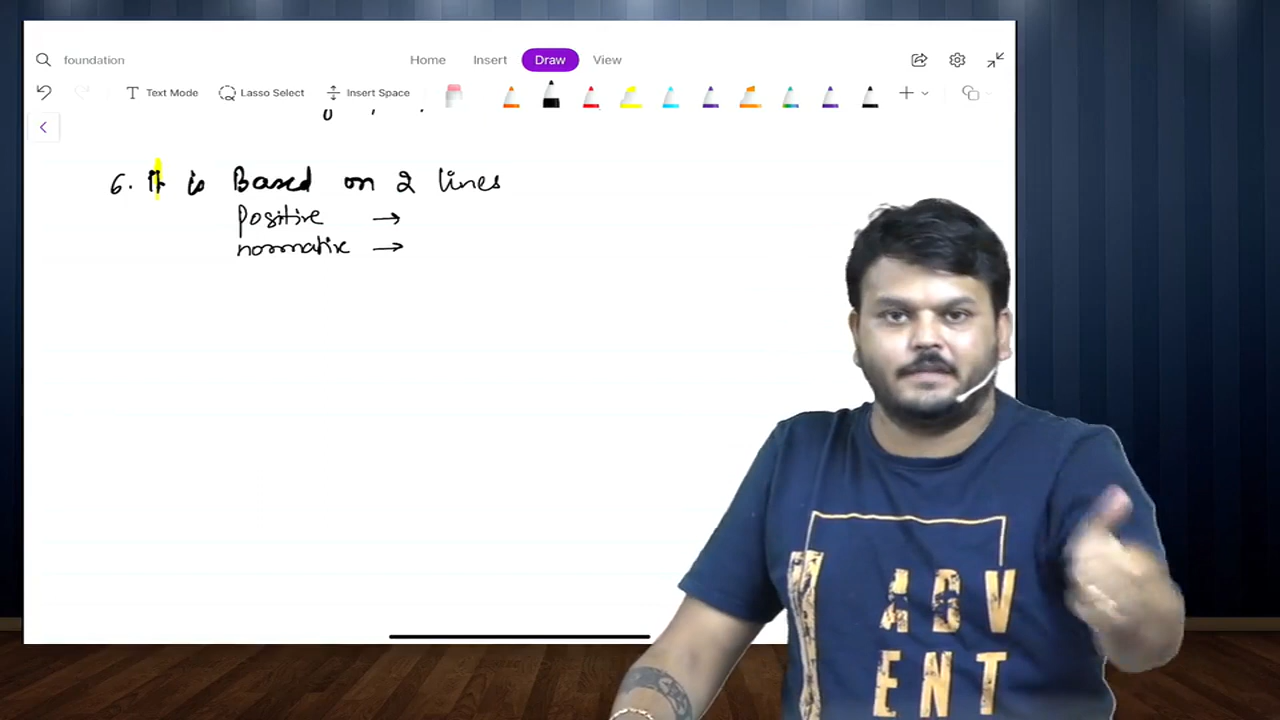 foundation
Home Insert Draw View
Text Mode Lasso Select Insert Space
6. It is Based on 2 lines
Positive →
normative →
ADV
ENT